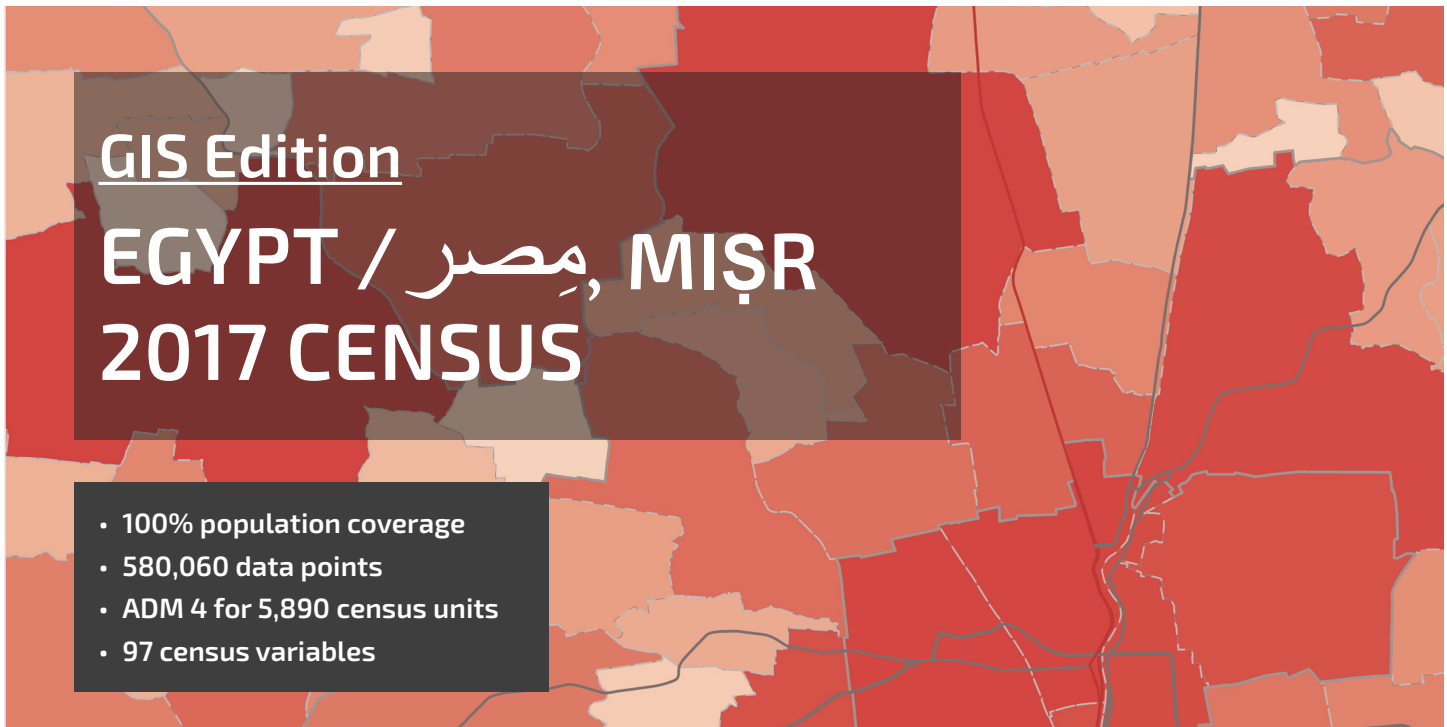 GIS Edition
EGYPT / مِصر, MIṢR
2017 CENSUS
• 100% population coverage
• 580,060 data points
• ADM 4 for 5,890 census units
• 97 census variables